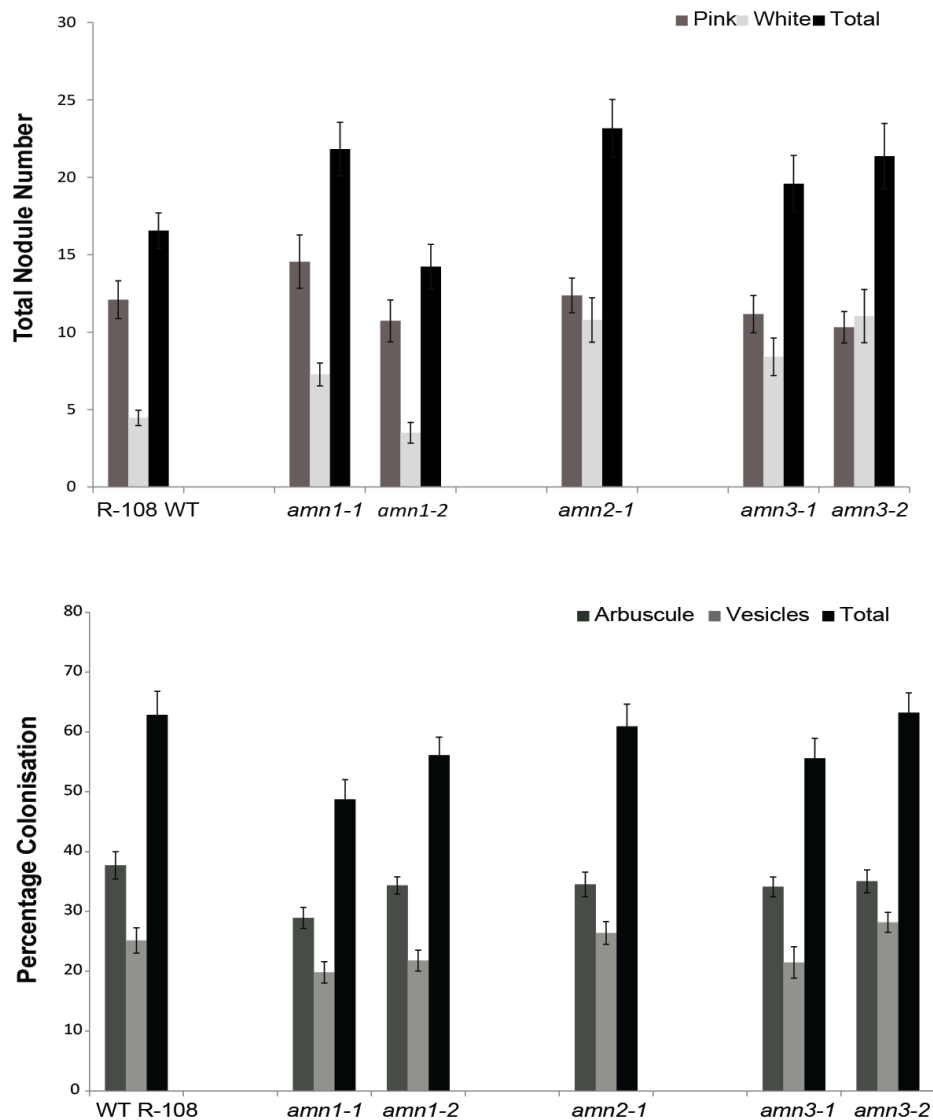 Pink White Total
30
25
20
15
10
5
0
Total Nodule Number
R-108 WT amn1-1 amn1-2 amn2-1 amn3-1 amn3-2
Arbuscule Vesicles Total
80
70
60
50
40
30
20
10
0
Percentage Colonisation
WT R-108 amn1-1 amn1-2 amn2-1 amn3-1 amn3-2